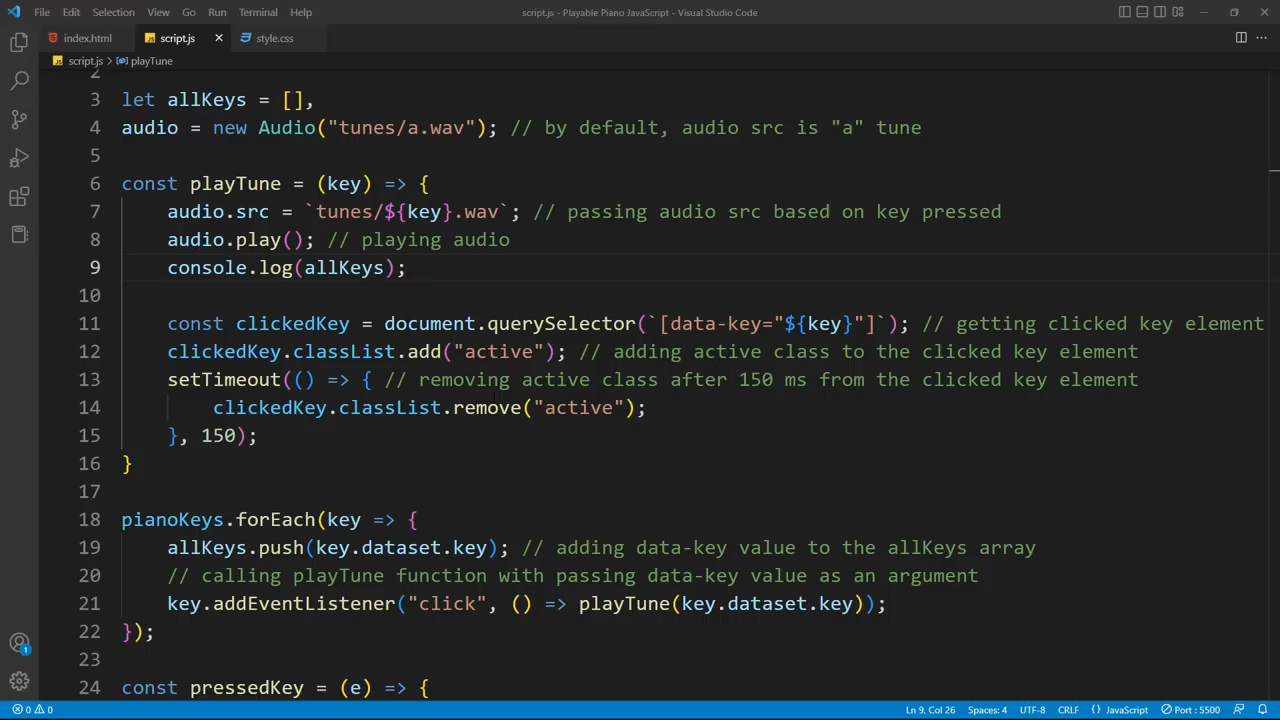 File Edit Selection View Go Run Terminal Help script.js - Playable Piano JavaScript - Visual Studio Code
index.html script.js style.css
script.js > playTune
2
3 let allKeys = [],
4 audio = new Audio("tunes/a.wav"); // by default, audio src is "a" tune
5
6 const playTune = (key) => {
7 audio.src = `tunes/${key}.wav`; // passing audio src based on key pressed
8 audio.play(); // playing audio
9 console.log(allKeys);
10
11 const clickedKey = document.querySelector(`[data-key="${key}"]`); // getting clicked key element
12 clickedKey.classList.add("active"); // adding active class to the clicked key element
13 setTimeout(() => { // removing active class after 150 ms from the clicked key element
14 clickedKey.classList.remove("active");
15 }, 150);
16 }
17
18 pianoKeys.forEach(key => {
19 allKeys.push(key.dataset.key); // adding data-key value to the allKeys array
20 // calling playTune function with passing data-key value as an argument
21 key.addEventListener("click", () => playTune(key.dataset.key));
22 });
23
24 const pressedKey = (e) => {
1
0 0 Ln 9, Col 26 Spaces: 4 UTF-8 CRLF {} JavaScript Port : 5500